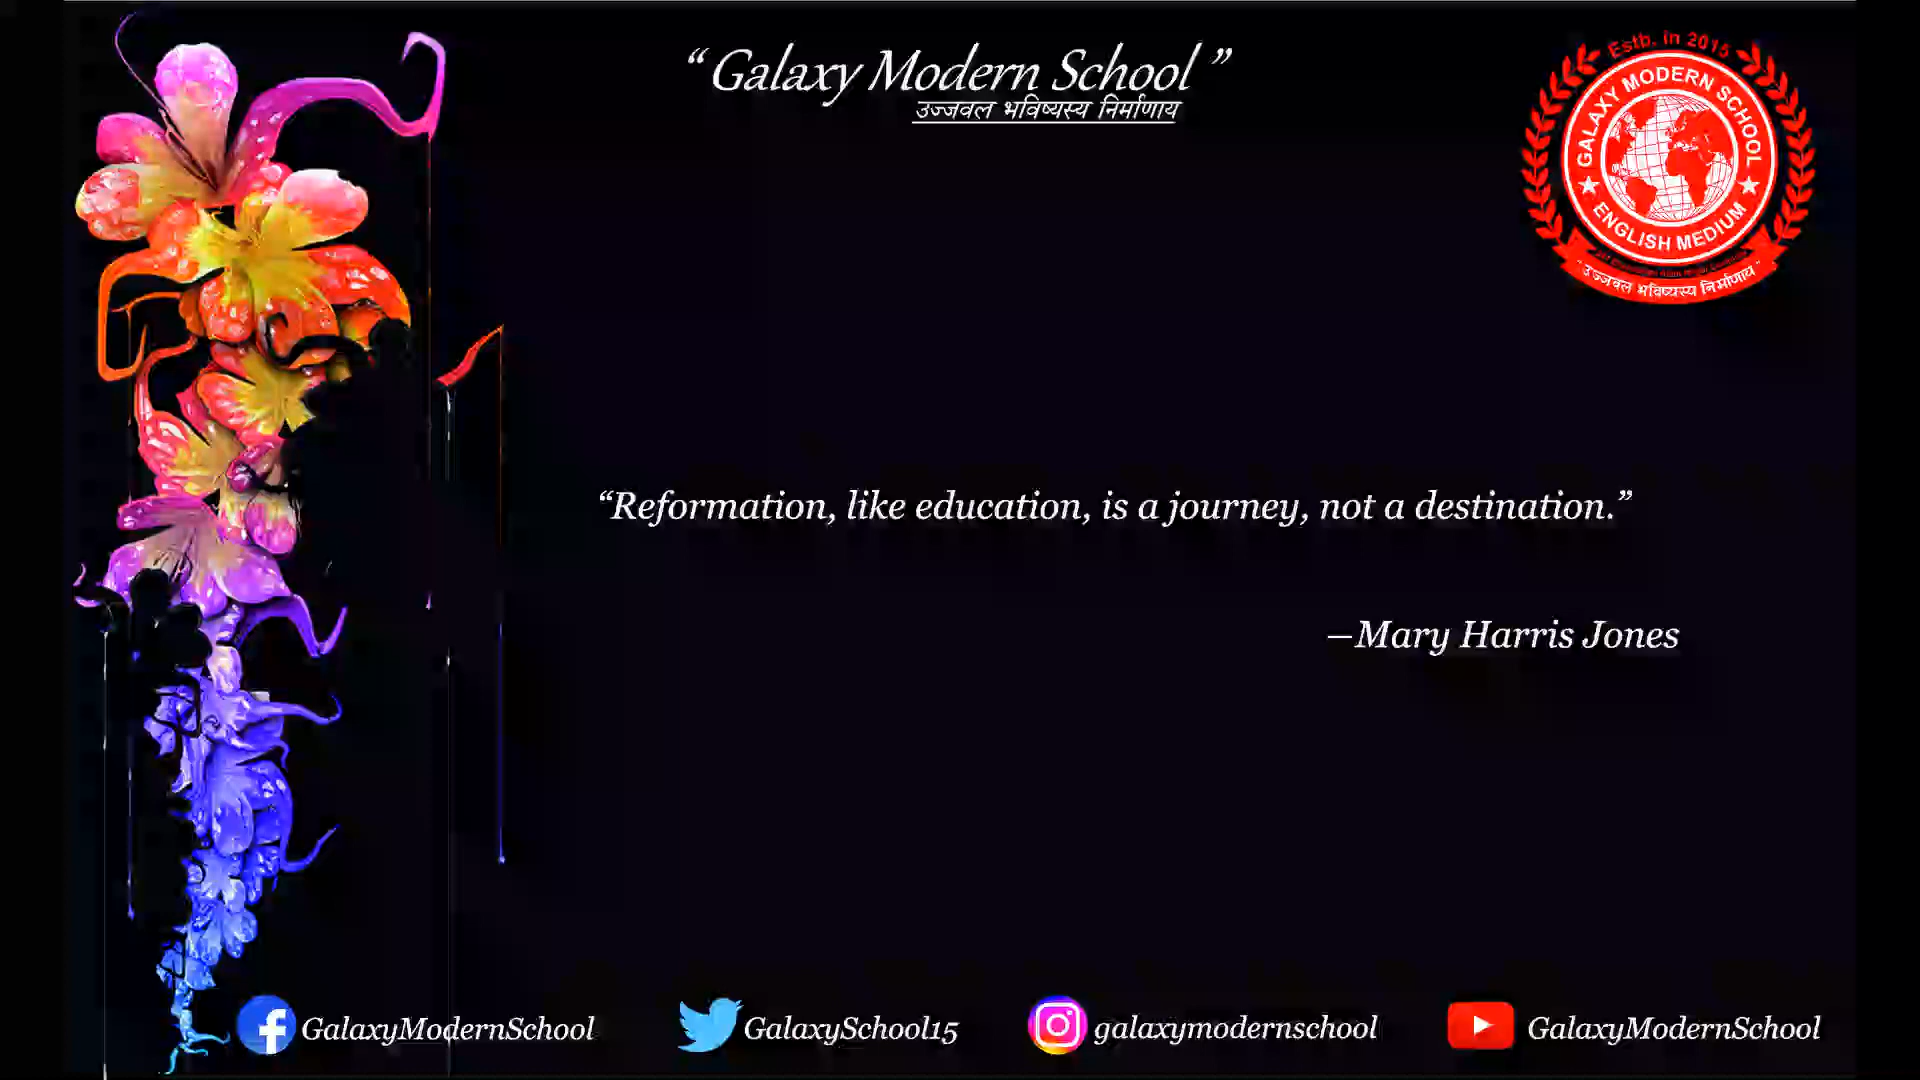 “ Galaxy Modern School ”
उज्जवल भविष्यस्य निर्माणाय
Estb. in 2015
GALAXY MODERN SCHOOL
ENGLISH MEDIUM
" उज्जवल भविष्यस्य निर्माणाय "
“Reformation, like education, is a journey, not a destination.”
—Mary Harris Jones
GalaxyModernSchool
GalaxySchool15
galaxymodernschool
GalaxyModernSchool